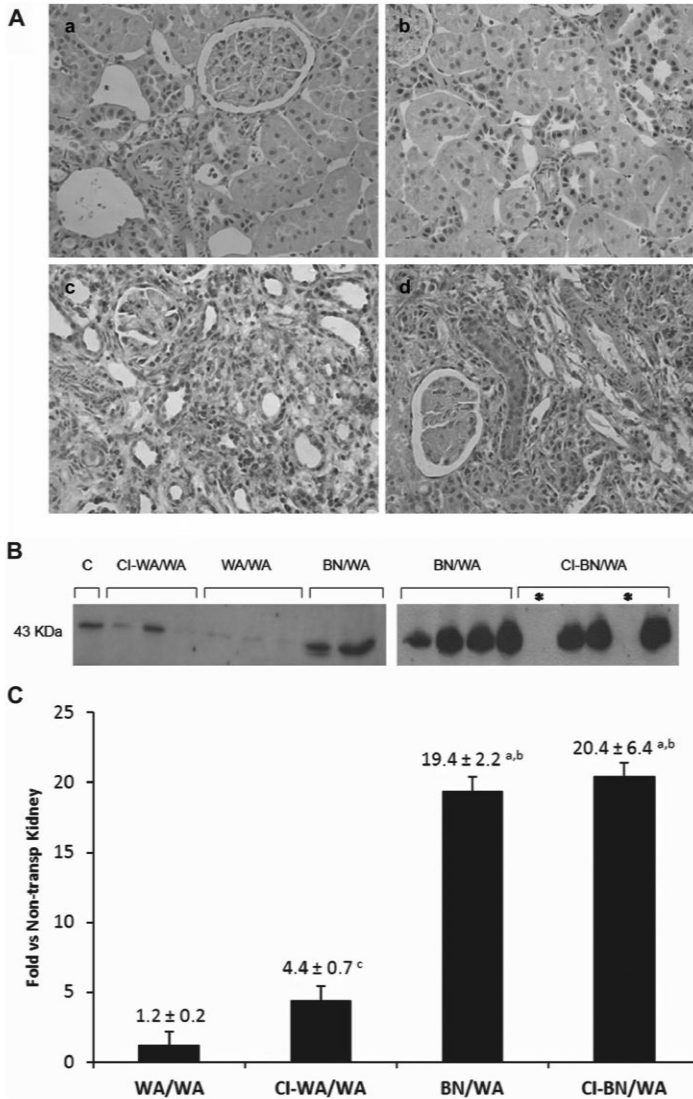 A
a
b
c
d
B
C CI-WA/WA WA/WA BN/WA BN/WA CI-BN/WA
* *
43 KDa
C
25
20
15
10
5
0
Fold vs Non-transp Kidney
1.2 ± 0.2
4.4 ± 0.7 c
19.4 ± 2.2 a,b
20.4 ± 6.4 a,b
WA/WA CI-WA/WA BN/WA CI-BN/WA